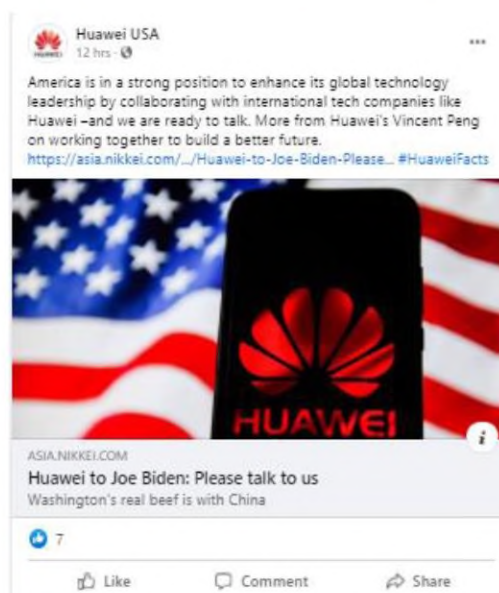 Huawei USA
12 hrs ·
America is in a strong position to enhance its global technology
leadership by collaborating with international tech companies like
Huawei –and we are ready to talk. More from Huawei's Vincent Peng
on working together to build a better future.
https://asia.nikkei.com/.../Huawei-to-Joe-Biden-Please... #HuaweiFacts
HUAWEI
i
ASIA.NIKKEI.COM
Huawei to Joe Biden: Please talk to us
Washington's real beef is with China
7
Like Comment Share